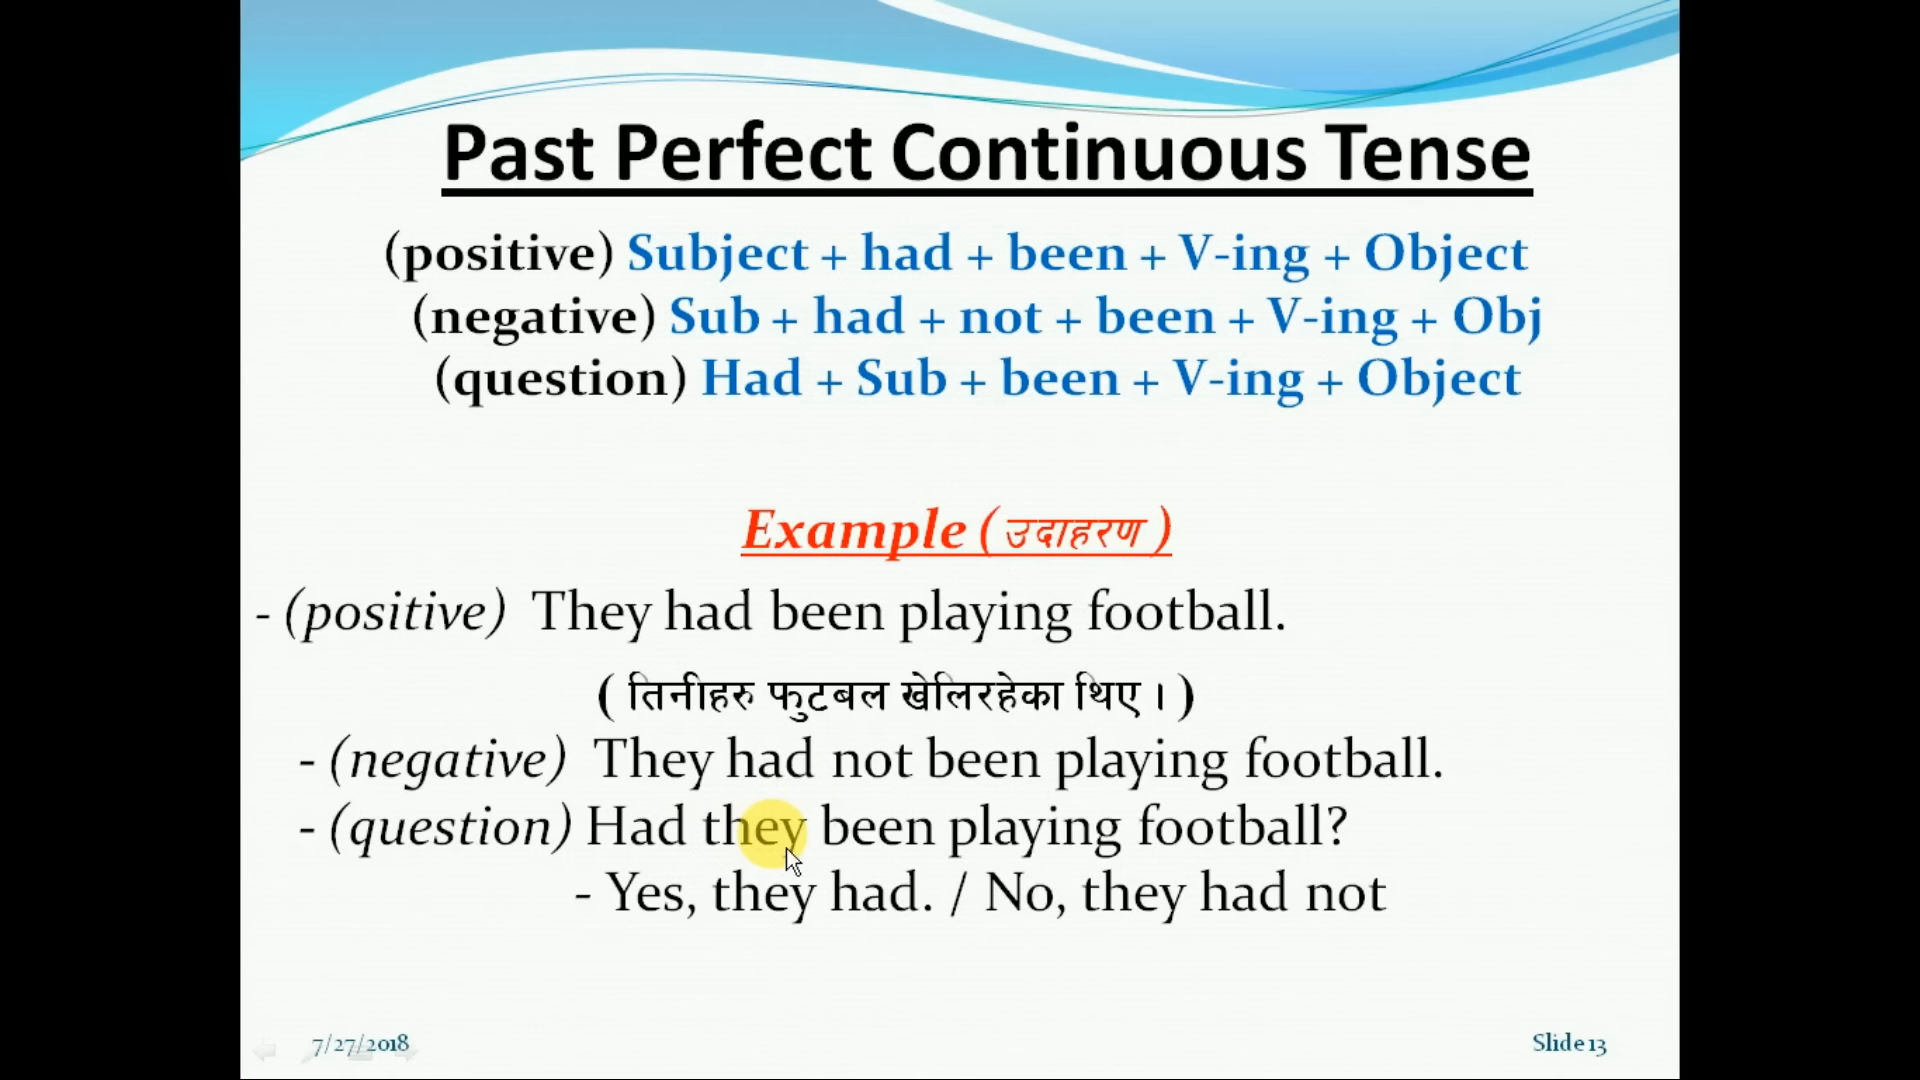 Past Perfect Continuous Tense
(positive) Subject + had + been + V-ing + Object
(negative) Sub + had + not + been + V-ing + Obj
(question) Had + Sub + been + V-ing + Object
Example ( उदाहरण )
- (positive) They had been playing football.
( तिनीहरु फुटबल खेलिरहेका थिए । )
- (negative) They had not been playing football.
- (question) Had they been playing football?
- Yes, they had. / No, they had not
7/27/2018
Slide 13